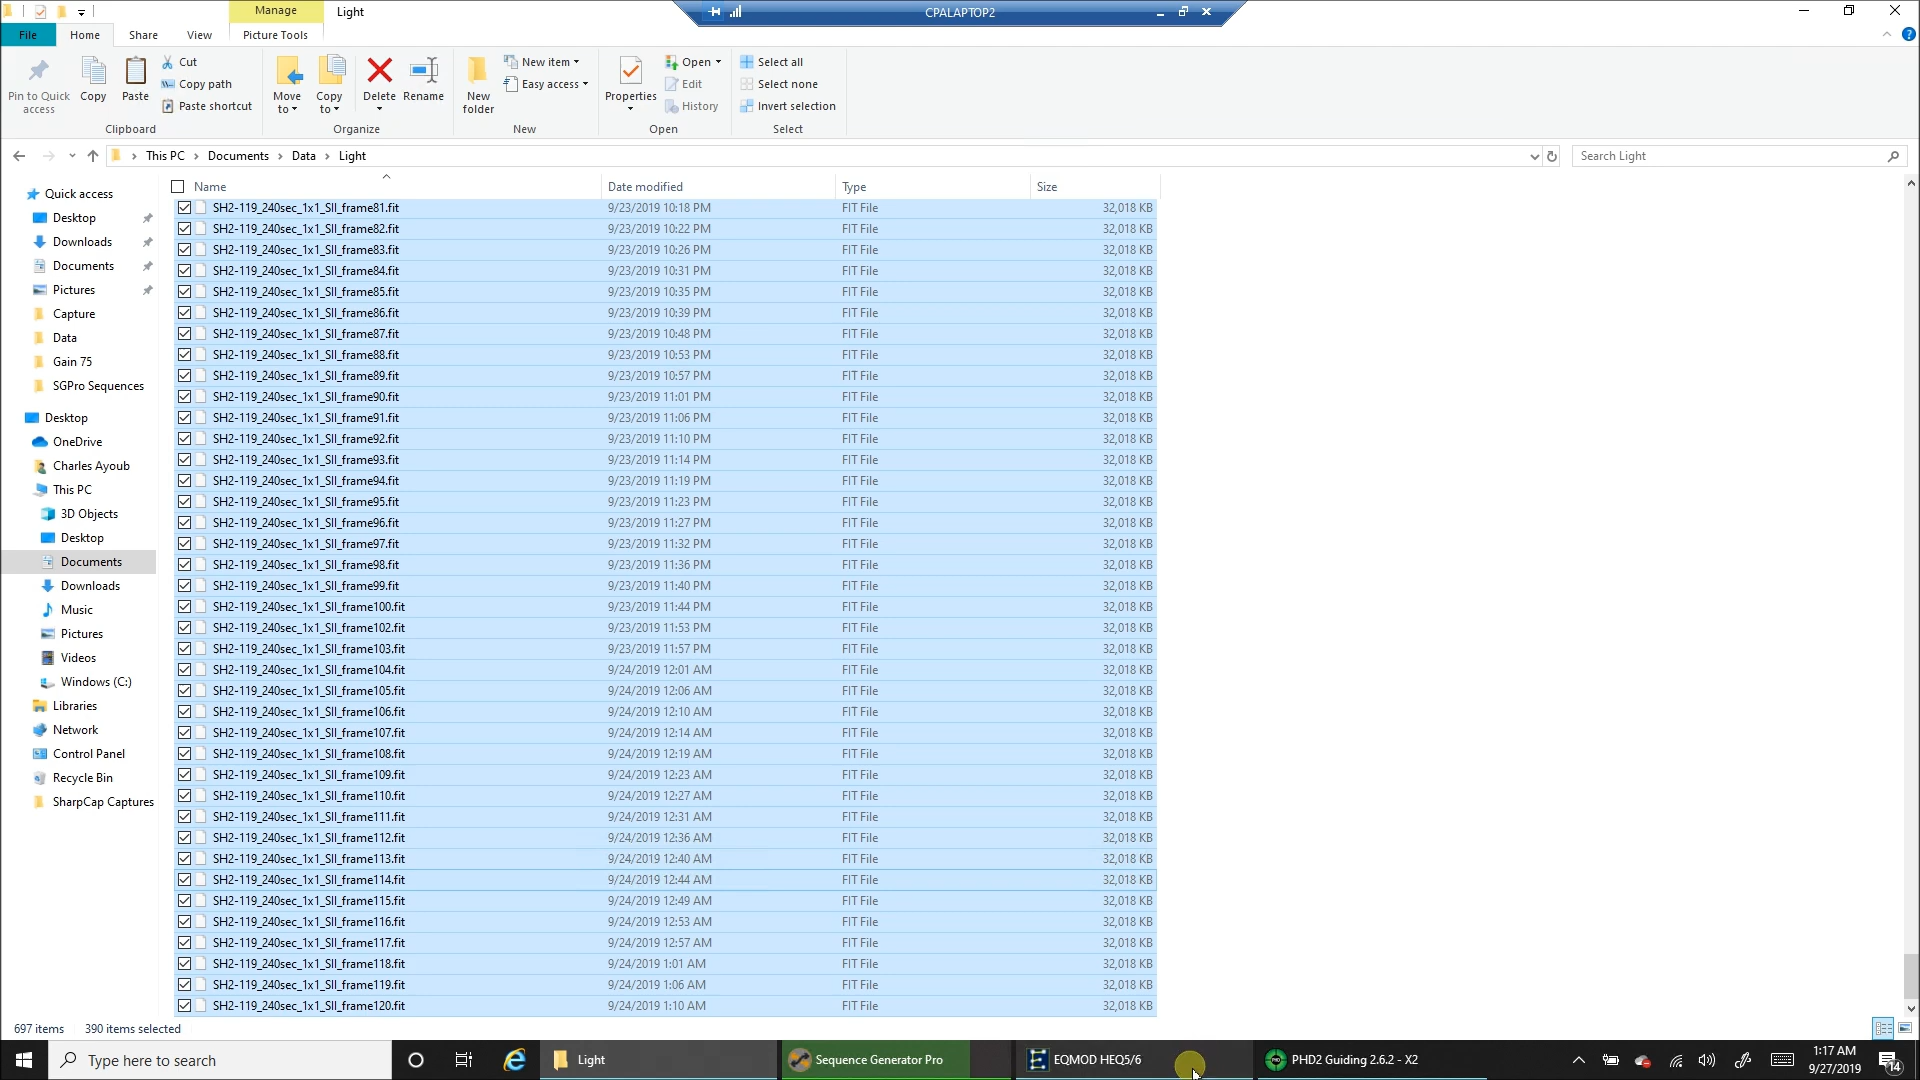 Manage
Light
CPALAPTOP2
File
Home
Share
View
Picture Tools
Pin to Quick access
Copy
Paste
Cut
Copy path
Paste shortcut
Clipboard
Move to
Copy to
Delete
Rename
Organize
New folder
New item
Easy access
New
Properties
Open
Edit
History
Open
Select all
Select none
Invert selection
Select
This PC > Documents > Data > Light
Search Light
Name Date modified Type Size
SH2-119_240sec_1x1_SII_frame81.fit 9/23/2019 10:18 PM FIT File 32,018 KB
SH2-119_240sec_1x1_SII_frame82.fit 9/23/2019 10:22 PM FIT File 32,018 KB
SH2-119_240sec_1x1_SII_frame83.fit 9/23/2019 10:26 PM FIT File 32,018 KB
SH2-119_240sec_1x1_SII_frame84.fit 9/23/2019 10:31 PM FIT File 32,018 KB
SH2-119_240sec_1x1_SII_frame85.fit 9/23/2019 10:35 PM FIT File 32,018 KB
SH2-119_240sec_1x1_SII_frame86.fit 9/23/2019 10:39 PM FIT File 32,018 KB
SH2-119_240sec_1x1_SII_frame87.fit 9/23/2019 10:48 PM FIT File 32,018 KB
SH2-119_240sec_1x1_SII_frame88.fit 9/23/2019 10:53 PM FIT File 32,018 KB
SH2-119_240sec_1x1_SII_frame89.fit 9/23/2019 10:57 PM FIT File 32,018 KB
SH2-119_240sec_1x1_SII_frame90.fit 9/23/2019 11:01 PM FIT File 32,018 KB
SH2-119_240sec_1x1_SII_frame91.fit 9/23/2019 11:06 PM FIT File 32,018 KB
SH2-119_240sec_1x1_SII_frame92.fit 9/23/2019 11:10 PM FIT File 32,018 KB
SH2-119_240sec_1x1_SII_frame93.fit 9/23/2019 11:14 PM FIT File 32,018 KB
SH2-119_240sec_1x1_SII_frame94.fit 9/23/2019 11:19 PM FIT File 32,018 KB
SH2-119_240sec_1x1_SII_frame95.fit 9/23/2019 11:23 PM FIT File 32,018 KB
SH2-119_240sec_1x1_SII_frame96.fit 9/23/2019 11:27 PM FIT File 32,018 KB
SH2-119_240sec_1x1_SII_frame97.fit 9/23/2019 11:32 PM FIT File 32,018 KB
SH2-119_240sec_1x1_SII_frame98.fit 9/23/2019 11:36 PM FIT File 32,018 KB
SH2-119_240sec_1x1_SII_frame99.fit 9/23/2019 11:40 PM FIT File 32,018 KB
SH2-119_240sec_1x1_SII_frame100.fit 9/23/2019 11:44 PM FIT File 32,018 KB
SH2-119_240sec_1x1_SII_frame102.fit 9/23/2019 11:53 PM FIT File 32,018 KB
SH2-119_240sec_1x1_SII_frame103.fit 9/23/2019 11:57 PM FIT File 32,018 KB
SH2-119_240sec_1x1_SII_frame104.fit 9/24/2019 12:01 AM FIT File 32,018 KB
SH2-119_240sec_1x1_SII_frame105.fit 9/24/2019 12:06 AM FIT File 32,018 KB
SH2-119_240sec_1x1_SII_frame106.fit 9/24/2019 12:10 AM FIT File 32,018 KB
SH2-119_240sec_1x1_SII_frame107.fit 9/24/2019 12:14 AM FIT File 32,018 KB
SH2-119_240sec_1x1_SII_frame108.fit 9/24/2019 12:19 AM FIT File 32,018 KB
SH2-119_240sec_1x1_SII_frame109.fit 9/24/2019 12:23 AM FIT File 32,018 KB
SH2-119_240sec_1x1_SII_frame110.fit 9/24/2019 12:27 AM FIT File 32,018 KB
SH2-119_240sec_1x1_SII_frame111.fit 9/24/2019 12:31 AM FIT File 32,018 KB
SH2-119_240sec_1x1_SII_frame112.fit 9/24/2019 12:36 AM FIT File 32,018 KB
SH2-119_240sec_1x1_SII_frame113.fit 9/24/2019 12:40 AM FIT File 32,018 KB
SH2-119_240sec_1x1_SII_frame114.fit 9/24/2019 12:44 AM FIT File 32,018 KB
SH2-119_240sec_1x1_SII_frame115.fit 9/24/2019 12:49 AM FIT File 32,018 KB
SH2-119_240sec_1x1_SII_frame116.fit 9/24/2019 12:53 AM FIT File 32,018 KB
SH2-119_240sec_1x1_SII_frame117.fit 9/24/2019 12:57 AM FIT File 32,018 KB
SH2-119_240sec_1x1_SII_frame118.fit 9/24/2019 1:01 AM FIT File 32,018 KB
SH2-119_240sec_1x1_SII_frame119.fit 9/24/2019 1:06 AM FIT File 32,018 KB
SH2-119_240sec_1x1_SII_frame120.fit 9/24/2019 1:10 AM FIT File 32,018 KB
Quick access
Desktop
Downloads
Documents
Pictures
Capture
Data
Gain 75
SGPro Sequences
Desktop
OneDrive
Charles Ayoub
This PC
3D Objects
Desktop
Documents
Downloads
Music
Pictures
Videos
Windows (C:)
Libraries
Network
Control Panel
Recycle Bin
SharpCap Captures
697 items 390 items selected
Type here to search
Light
Sequence Generator Pro
EQMOD HEQ5/6
PHD2 Guiding 2.6.2 - X2
1:17 AM
9/27/2019
14